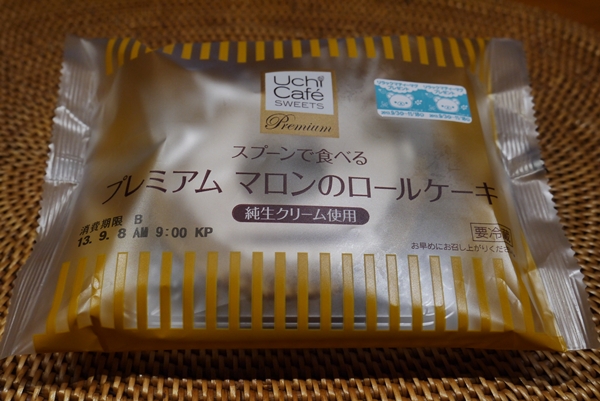 Uchi
Café
SWEETS
Premium
スプーンで食べる
プレミアム マロンのロールケーキ
純生クリーム使用
消費期限 B
13.9.8 AM 9:00 KP
要冷
お早めにお召し上がりくだ